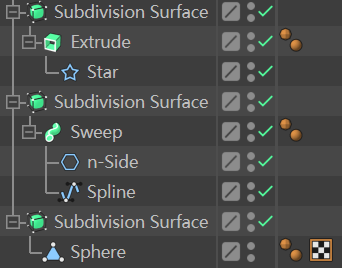 Subdivision Surface
Extrude
Star
Subdivision Surface
Sweep
n-Side
Spline
Subdivision Surface
Sphere